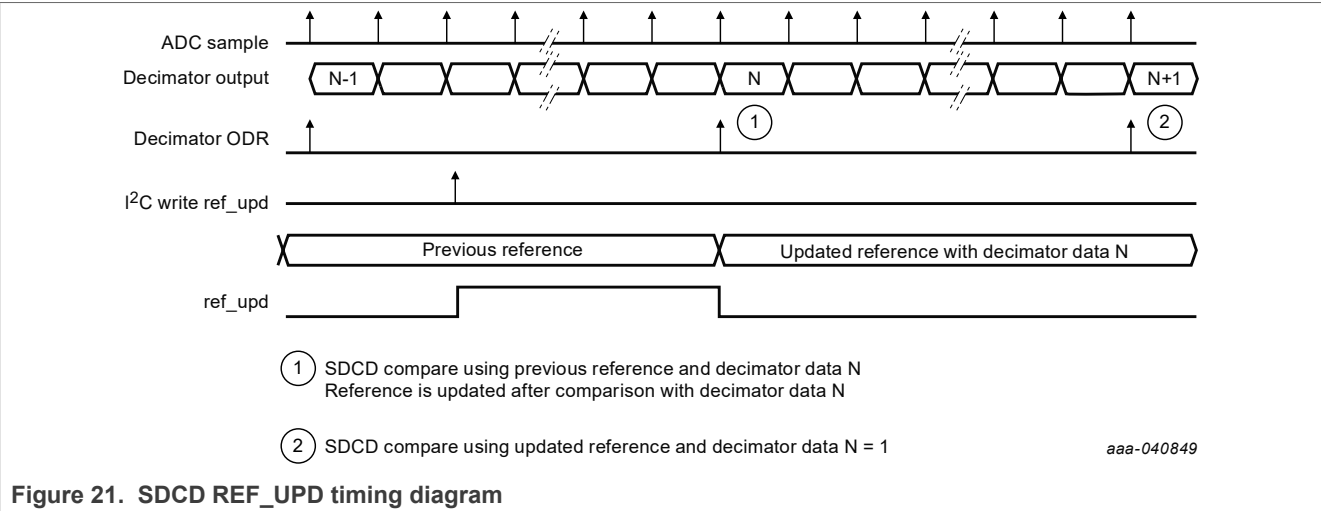 ADC sample
Decimator output
N-1
N
N+1
1
2
Decimator ODR
I2C write ref_upd
Previous reference
Updated reference with decimator data N
ref_upd
1 SDCD compare using previous reference and decimator data N
Reference is updated after comparison with decimator data N
2 SDCD compare using updated reference and decimator data N = 1
aaa-040849
Figure 21. SDCD REF_UPD timing diagram